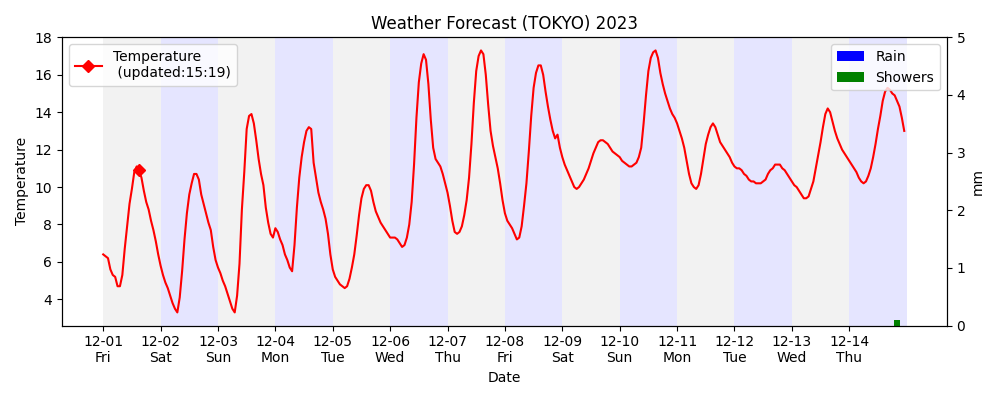 Weather Forecast (TOKYO) 2023
Temperature
(updated:15:19)
Rain
Showers
Temperature
18
16
14
12
10
8
6
4
5
4
3
2
1
0
mm
12-01 12-02 12-03 12-04 12-05 12-06 12-07 12-08 12-09 12-10 12-11 12-12 12-13 12-14
Fri Sat Sun Mon Tue Wed Thu Fri Sat Sun Mon Tue Wed Thu
Date